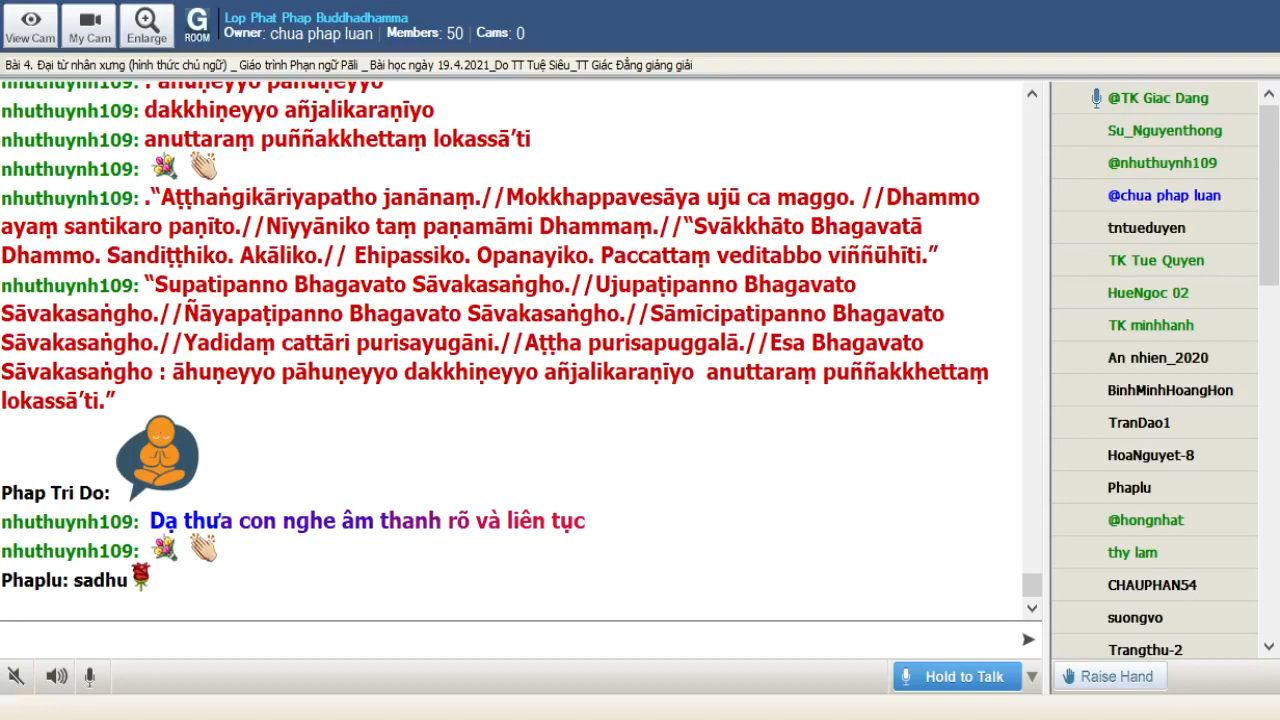 View Cam
My Cam
Enlarge
G
ROOM
Lop Phat Phap Buddhadhamma
Owner: chua phap luan Members: 50 Cams: 0
Bài 4. Đại từ nhân xưng (hình thức chủ ngữ) _ Giáo trình Phạn ngữ Pāli _ Bài học ngày 19.4.2021_Do TT Tuệ Siêu_TT Giác Đẳng giảng giải
nhuthuynh109: : āhuṇeyyo pāhuṇeyyo
nhuthuynh109: dakkhiṇeyyo añjalikaraṇīyo
nhuthuynh109: anuttaraṃ puññakkhettaṃ lokassā’ti
nhuthuynh109:
nhuthuynh109: .“Aṭṭhaṅgikāriyapatho janānaṃ.//Mokkhappavesāya ujū ca maggo. //Dhammo
ayaṃ santikaro paṇīto.//Nīyyāniko taṃ paṇamāmi Dhammaṃ.//“Svākkhāto Bhagavatā
Dhammo. Sandiṭṭhiko. Akāliko.// Ehipassiko. Opanayiko. Paccattaṃ veditabbo viññūhīti.”
nhuthuynh109: “Supatipanno Bhagavato Sāvakasaṅgho.//Ujupaṭipanno Bhagavato
Sāvakasaṅgho.//Ñāyapaṭipanno Bhagavato Sāvakasaṅgho.//Sāmīcipatipanno Bhagavato
Sāvakasaṅgho.//Yadidaṃ cattāri purisayugāni.//Aṭṭha purisapuggalā.//Esa Bhagavato
Sāvakasaṅgho : āhuṇeyyo pāhuṇeyyo dakkhiṇeyyo añjalikaraṇīyo anuttaraṃ puññakkhettaṃ
lokassā’ti.”
Phap Tri Do:
nhuthuynh109: Dạ thưa con nghe âm thanh rõ và liên tục
nhuthuynh109:
Phaplu: sadhu
@TK Giac Dang
Su_Nguyenthong
@nhuthuynh109
@chua phap luan
tntueduyen
TK Tue Quyen
HueNgoc 02
TK minhhanh
An nhien_2020
BinhMinhHoangHon
TranDao1
HoaNguyet-8
Phaplu
@hongnhat
thy lam
CHAUPHAN54
suongvo
Trangthu-2
Hold to Talk
Raise Hand